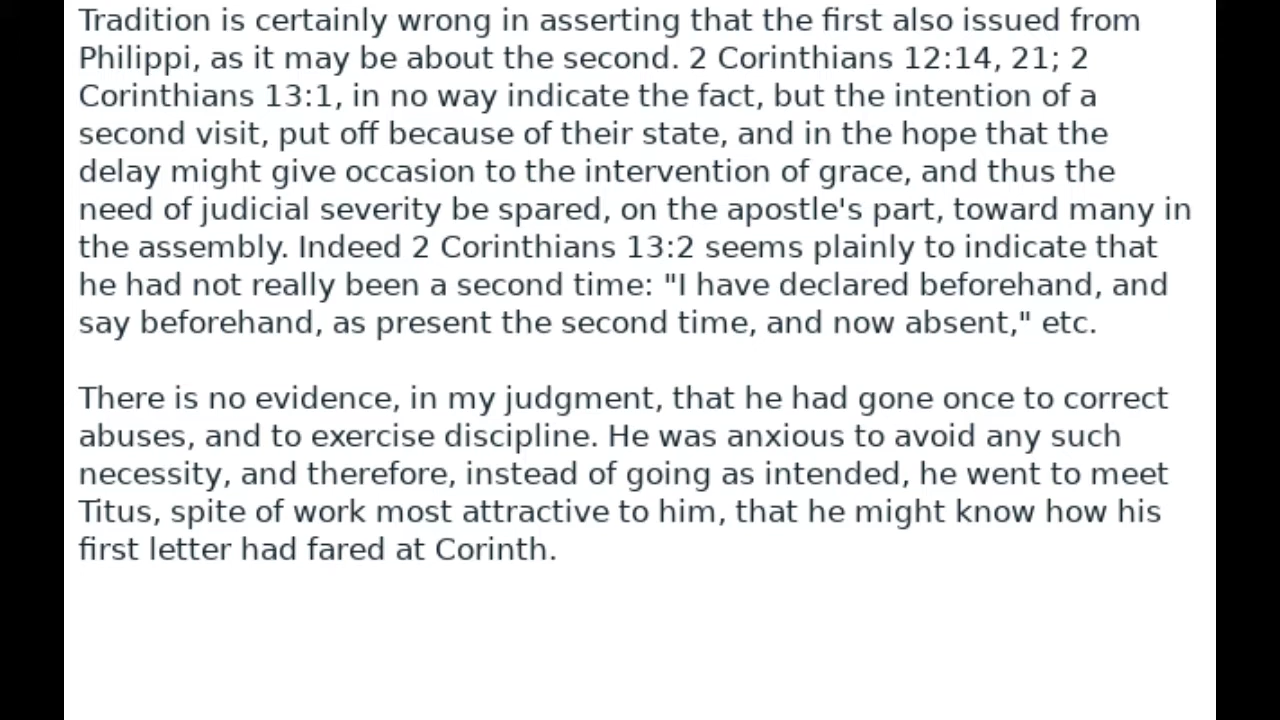 Tradition is certainly wrong in asserting that the first also issued from
Philippi, as it may be about the second. 2 Corinthians 12:14, 21; 2
Corinthians 13:1, in no way indicate the fact, but the intention of a
second visit, put off because of their state, and in the hope that the
delay might give occasion to the intervention of grace, and thus the
need of judicial severity be spared, on the apostle's part, toward many in
the assembly. Indeed 2 Corinthians 13:2 seems plainly to indicate that
he had not really been a second time: "I have declared beforehand, and
say beforehand, as present the second time, and now absent," etc.
There is no evidence, in my judgment, that he had gone once to correct
abuses, and to exercise discipline. He was anxious to avoid any such
necessity, and therefore, instead of going as intended, he went to meet
Titus, spite of work most attractive to him, that he might know how his
first letter had fared at Corinth.